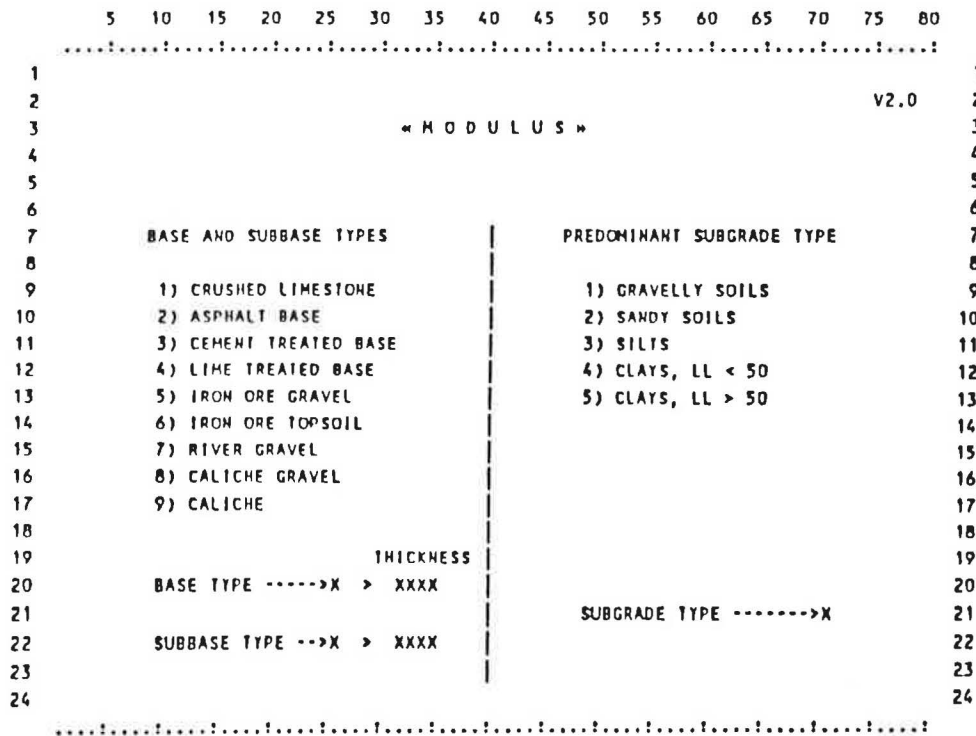 5 10 15 20 25 30 35 40 45 50 55 60 65 70 75 80
....:....:....:....:....:....:....:....:....:....:....:....:....:....:....:....:
1
2 V2.0 2
3 « M O D U L U S » 3
4 4
5 5
6 6
7 BASE AND SUBBASE TYPES | PREDOMINANT SUBGRADE TYPE 7
8 | 8
9 1) CRUSHED LIMESTONE | 1) GRAVELLY SOILS 9
10 2) ASPHALT BASE | 2) SANDY SOILS 10
11 3) CEMENT TREATED BASE | 3) SILTS 11
12 4) LIME TREATED BASE | 4) CLAYS, LL < 50 12
13 5) IRON ORE GRAVEL | 5) CLAYS, LL > 50 13
14 6) IRON ORE TOPSOIL | 14
15 7) RIVER GRAVEL | 15
16 8) CALICHE GRAVEL | 16
17 9) CALICHE | 17
18 | 18
19 THICKNESS | 19
20 BASE TYPE ----->X > XXXX | 20
21 | SUBGRADE TYPE ------->X 21
22 SUBBASE TYPE -->X > XXXX | 22
23 | 23
24 24
....:....:....:....:....:....:....:....:....:....:....:....:....:....:....:....: